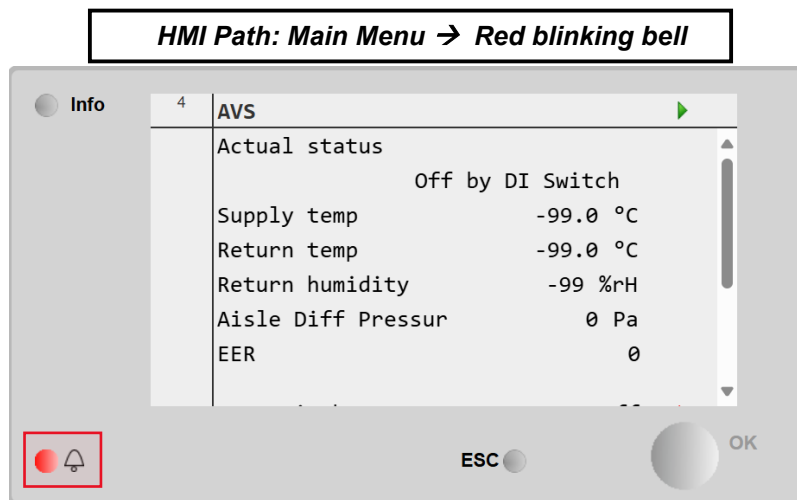 HMI Path: Main Menu → Red blinking bell
Info
4 AVS
Actual status
Off by DI Switch
Supply temp -99.0 °C
Return temp -99.0 °C
Return humidity -99 %rH
Aisle Diff Pressur 0 Pa
EER 0
ESC
OK